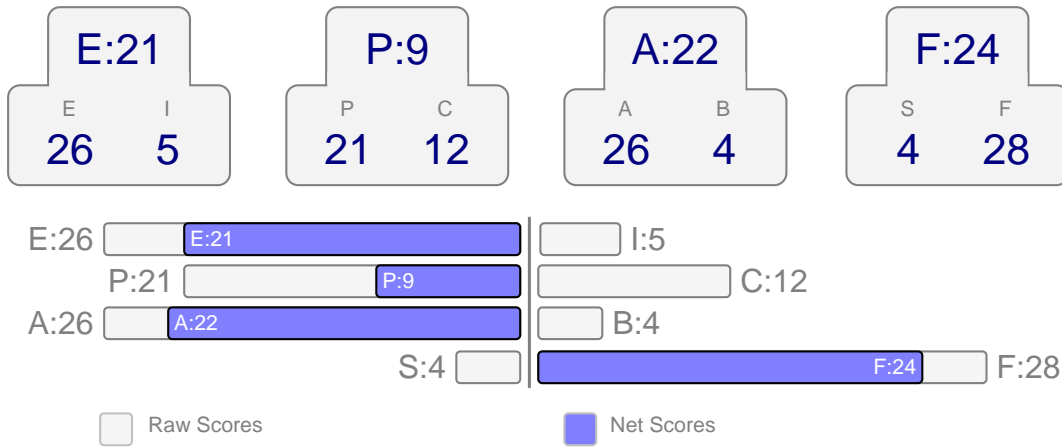 E:21 P:9 A:22 F:24
E I P C A B S F
26 5 21 12 26 4 4 28
E:26 E:21 I:5
P:21 P:9 C:12
A:26 A:22 B:4
S:4 F:24 F:28
Raw Scores Net Scores